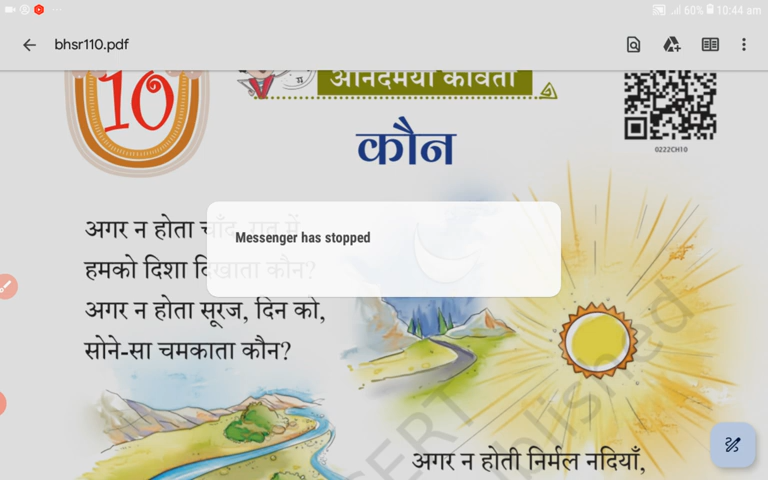 60% 10:44 am
bhsr110.pdf
10
आनंदमयी कविता
कौन
0222CH10
अगर न होता चाँद, रात में
हमको दिशा दिखाता कौन?
Messenger has stopped
अगर न होता सूरज, दिन को,
सोने-सा चमकाता कौन?
अगर न होती निर्मल नदियाँ,